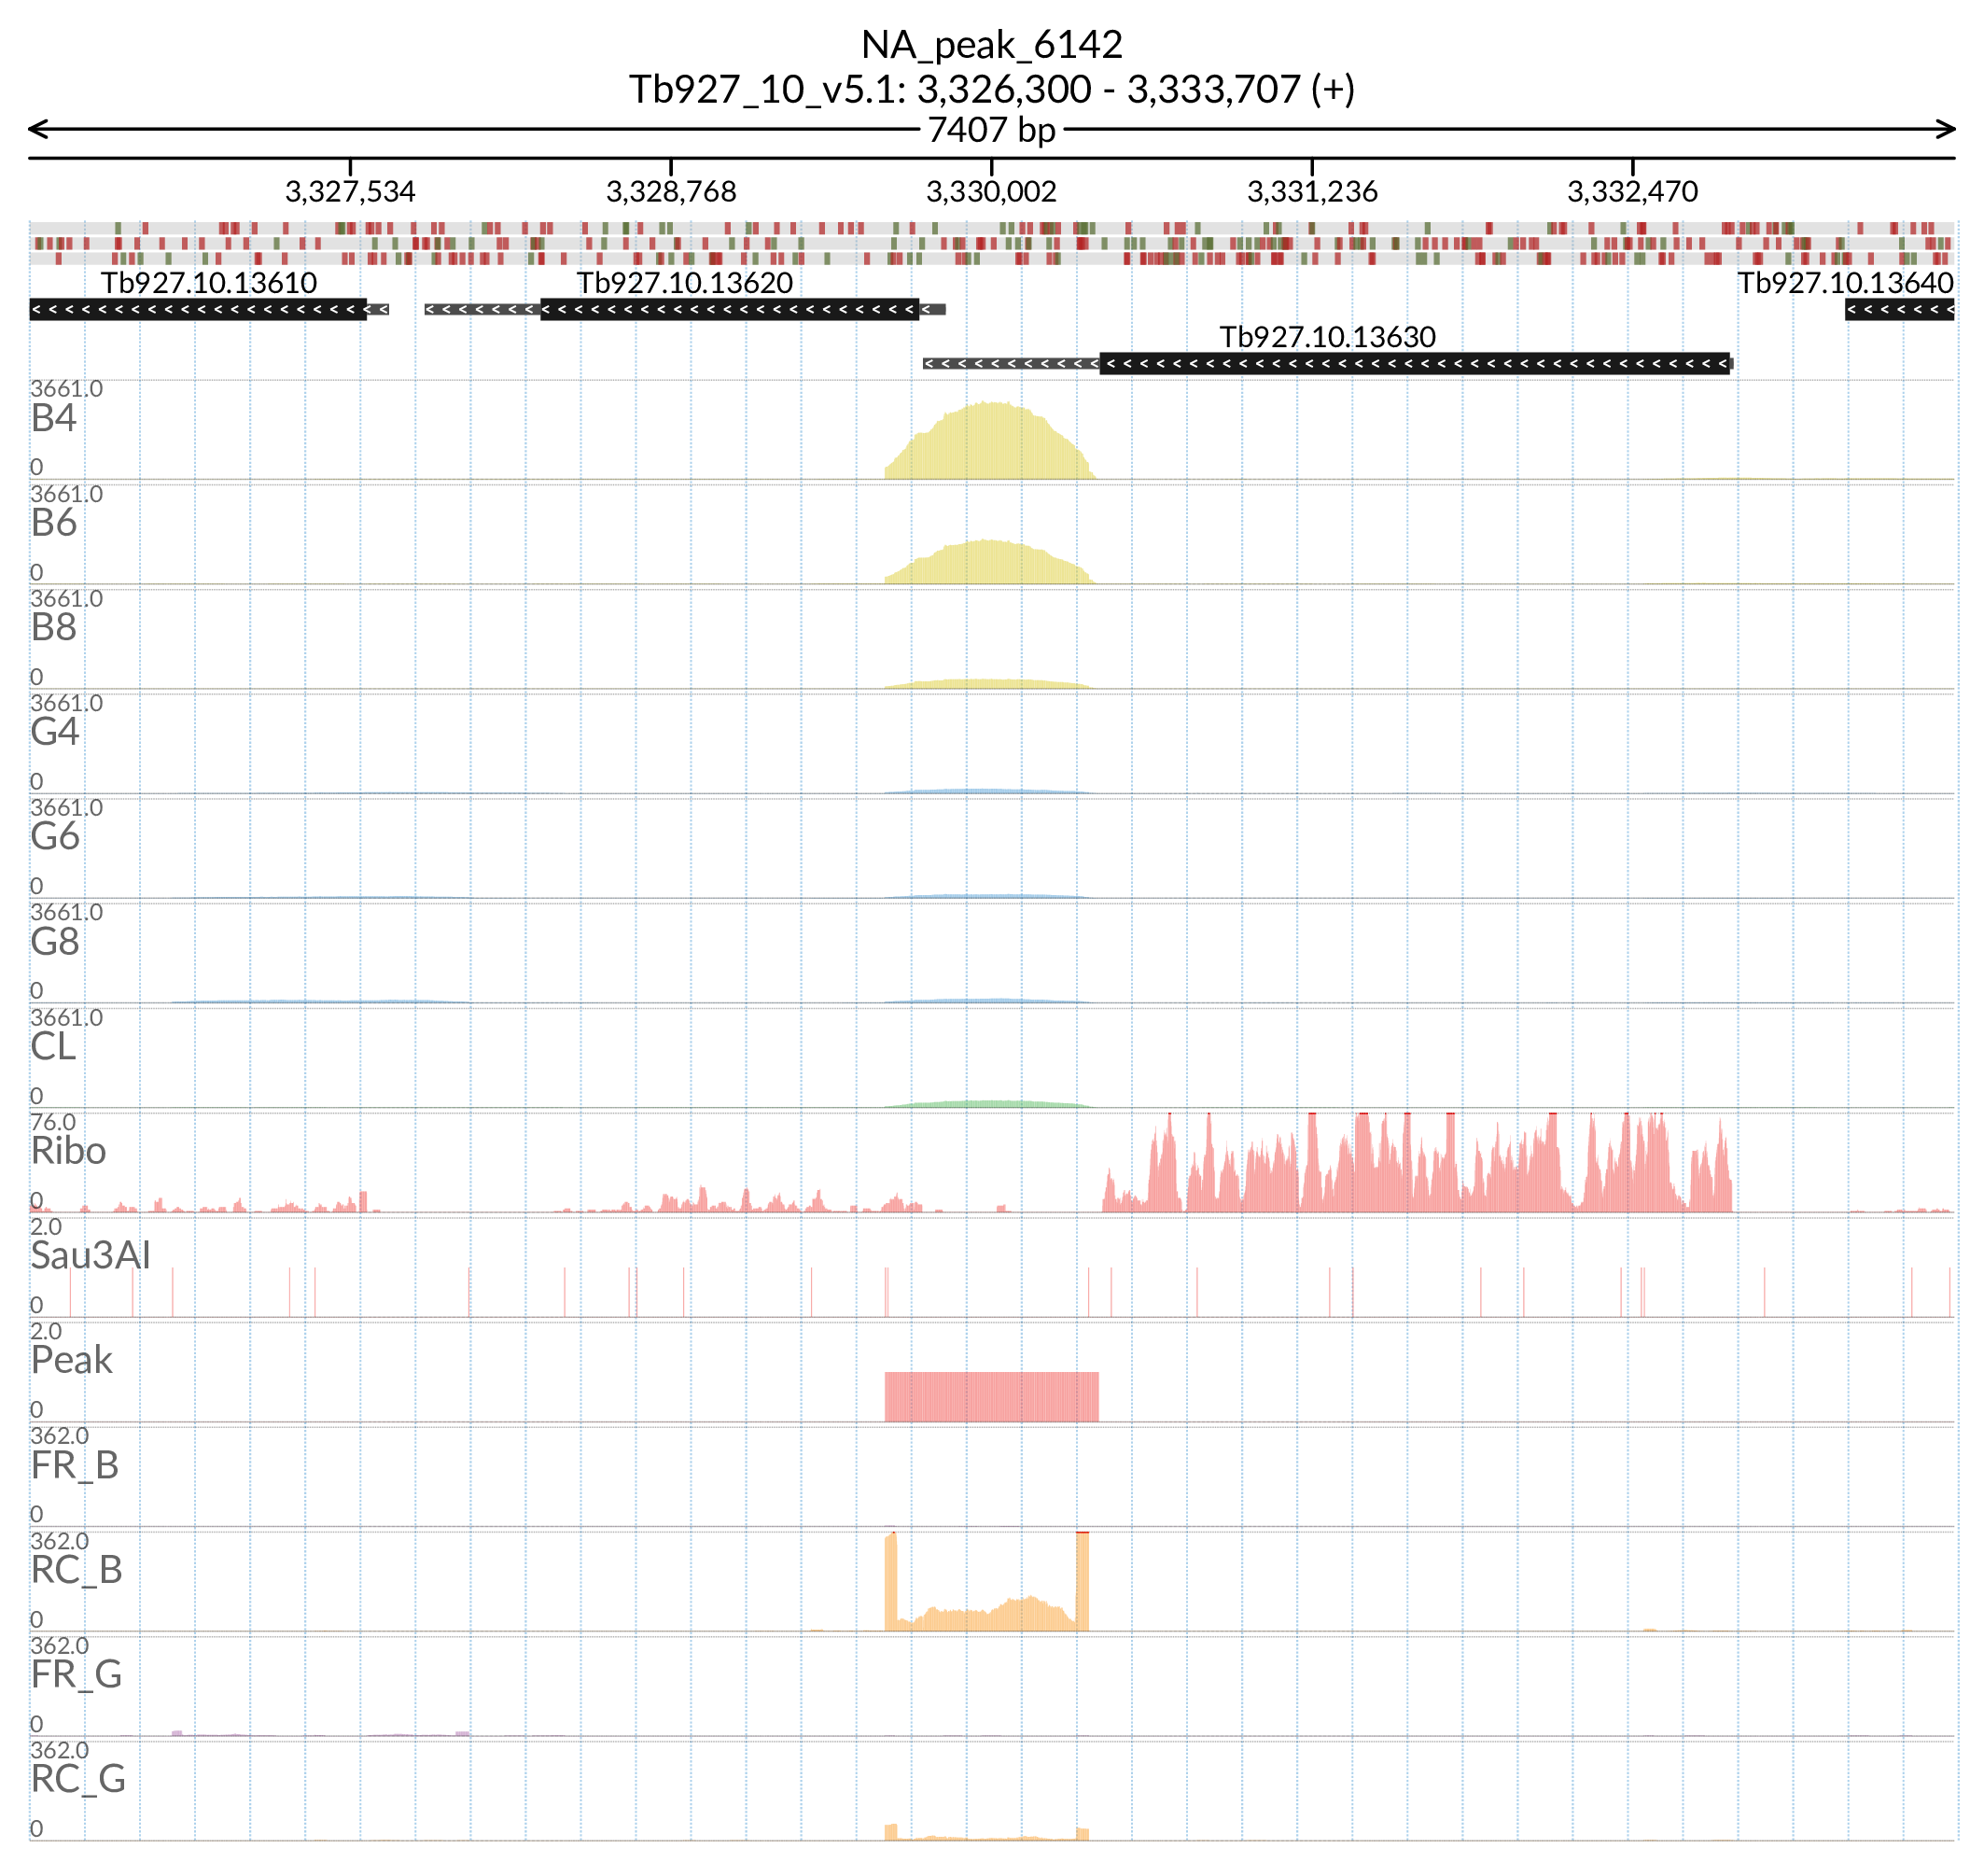 NA_peak_6142
Tb927_10_v5.1: 3,326,300 - 3,333,707 (+)
7407 bp
3,327,534 3,328,768 3,330,002 3,331,236 3,332,470
Tb927.10.13610 Tb927.10.13620 Tb927.10.13640
Tb927.10.13630
3661.0
B4
0
3661.0
B6
0
3661.0
B8
0
3661.0
G4
0
3661.0
G6
0
3661.0
G8
0
3661.0
CL
0
76.0
Ribo
0
2.0
Sau3AI
0
2.0
Peak
0
362.0
FR_B
0
362.0
RC_B
0
362.0
FR_G
0
362.0
RC_G
0